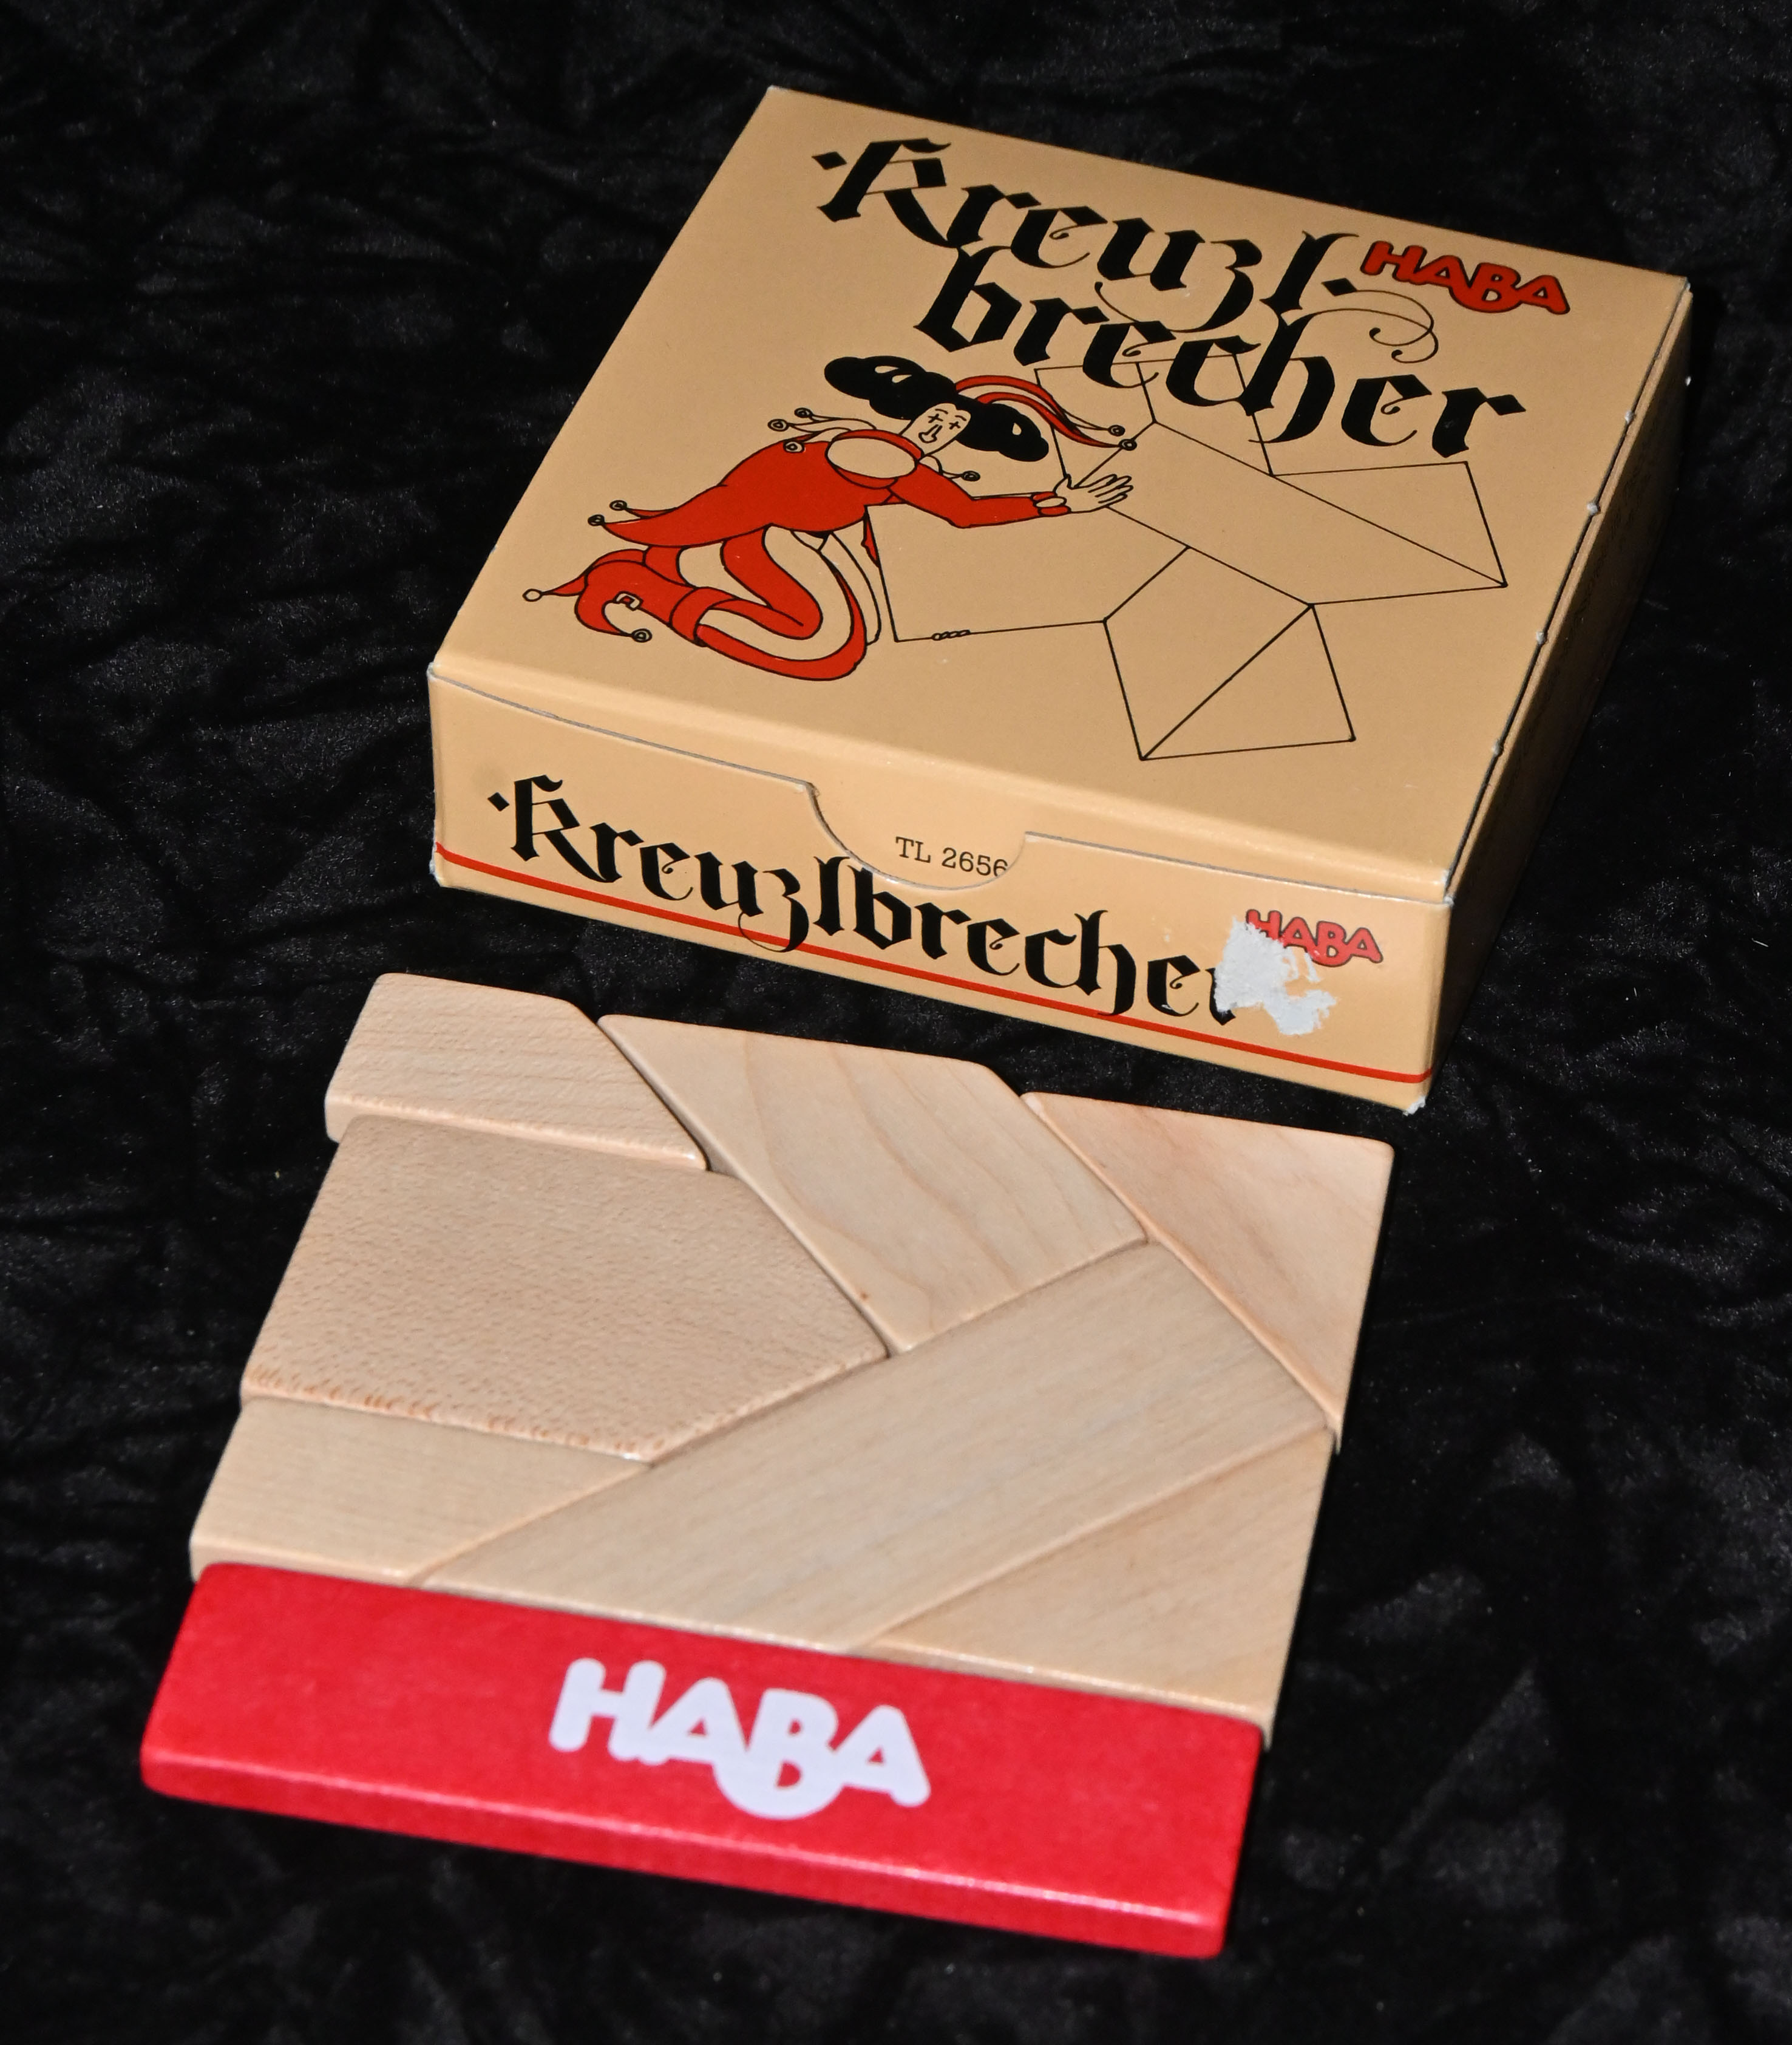 Kreuzl-
HABA
brecher
TL 2656
Kreuzlbrecher
HABA
HABA